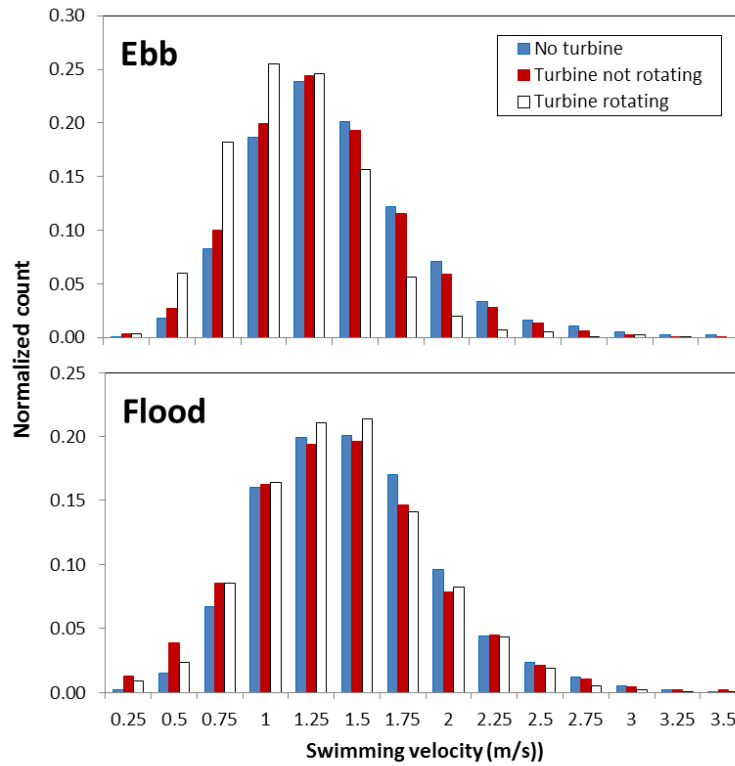 0.30
Ebb
No turbine
Turbine not rotating
Turbine rotating
0.25
0.20
0.15
0.10
0.05
0.00
Normalized count
0.25
Flood
0.20
0.15
0.10
0.05
0.00
0.25 0.5 0.75 1 1.25 1.5 1.75 2 2.25 2.5 2.75 3 3.25 3.5
Swimming velocity (m/s))